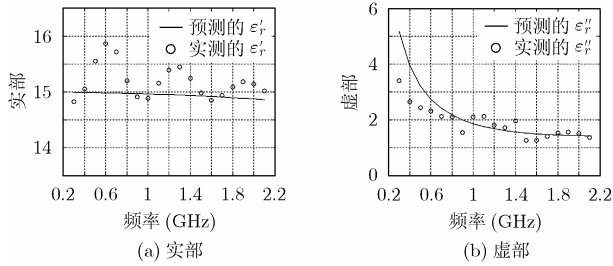 预测的 ε′r
实测的 ε′r
16
15
14
实部
0.2 0.6 1 1.4 1.8 2.2
频率 (GHz)
(a) 实部
预测的 ε″r
实测的 ε″r
6
4
2
0
虚部
0.2 0.6 1 1.4 1.8 2.2
频率 (GHz)
(b) 虚部